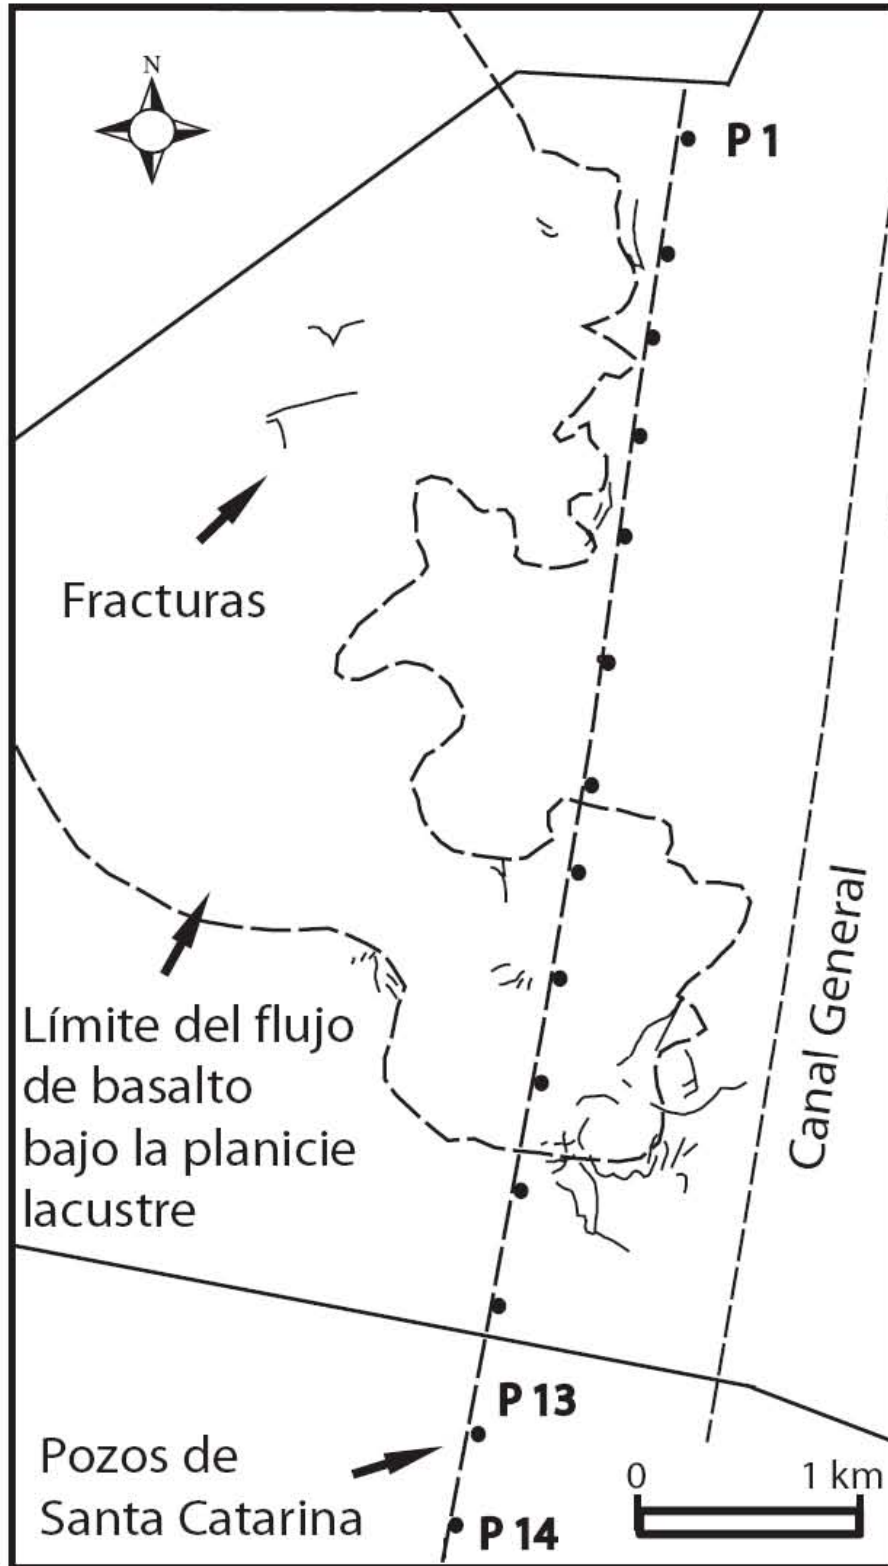 N
P 1
Fracturas
Canal General
Límite del flujo
de basalto
bajo la planicie
lacustre
P 13
Pozos de
Santa Catarina
0 1 km
P 14